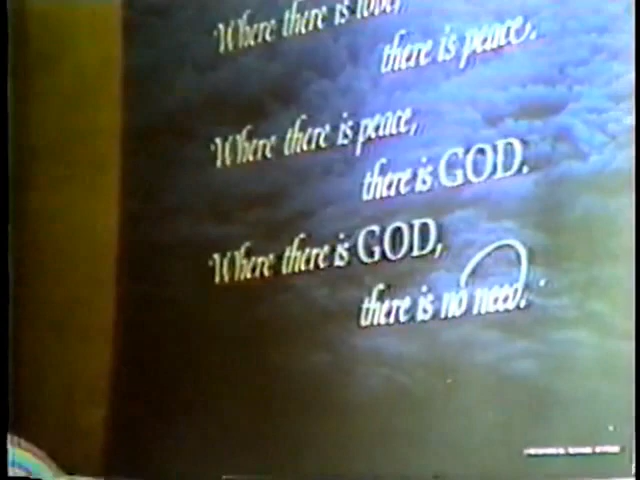 Where there is love,
there is peace.
Where there is peace,
there is GOD.
Where there is GOD,
there is no need.